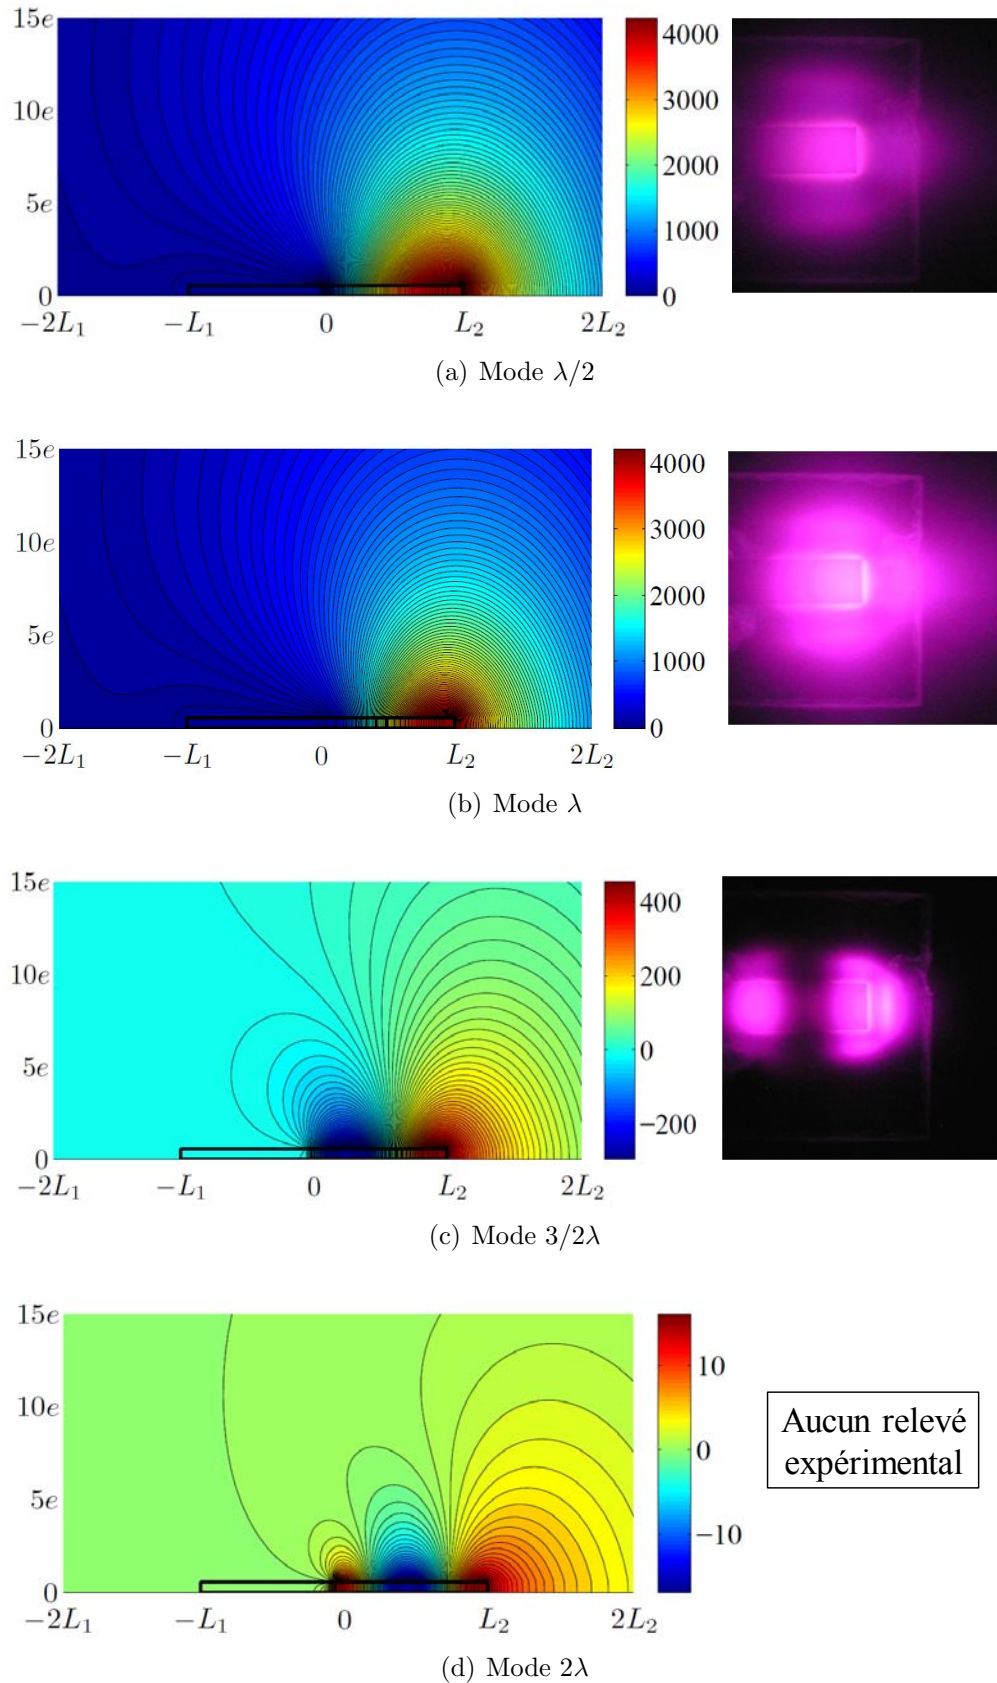 15e
10e
5e
0
−2L₁ −L₁ 0 L₂ 2L₂
4000
3000
2000
1000
0
(a) Mode λ/2
15e
10e
5e
0
−2L₁ −L₁ 0 L₂ 2L₂
4000
3000
2000
1000
0
(b) Mode λ
15e
10e
5e
0
−2L₁ −L₁ 0 L₂ 2L₂
400
200
0
−200
(c) Mode 3/2λ
15e
10e
5e
0
−2L₁ −L₁ 0 L₂ 2L₂
10
0
−10
Aucun relevé
expérimental
(d) Mode 2λ